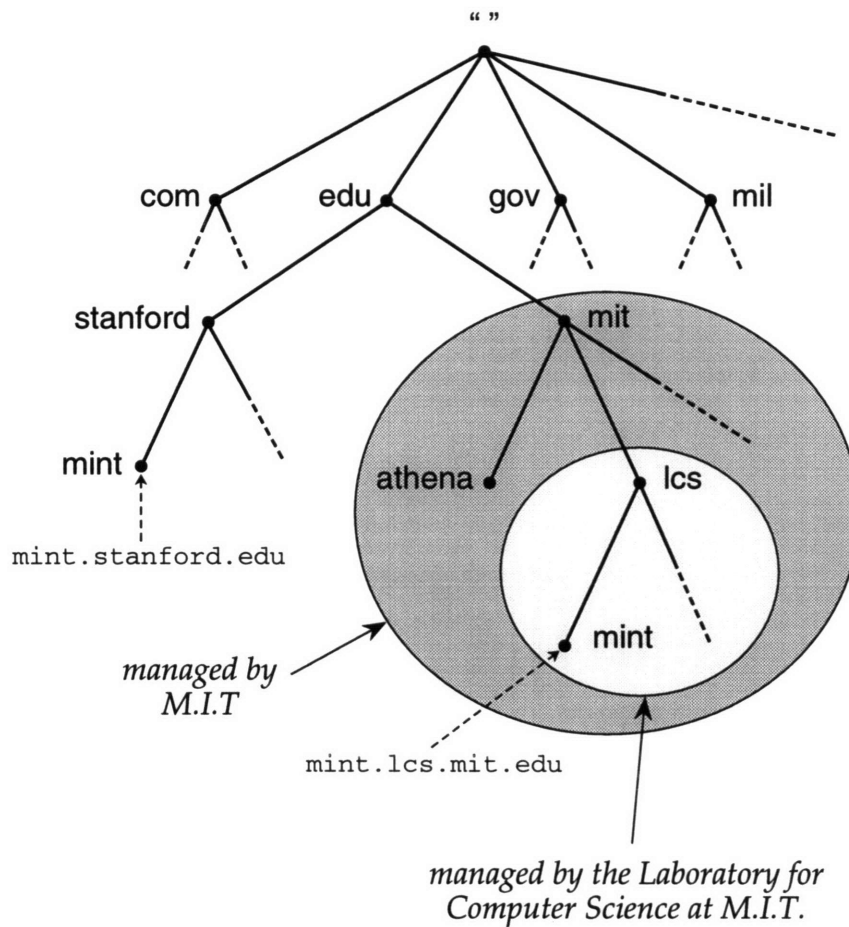 “ ”
com
edu
gov
mil
stanford
mit
mint
athena
lcs
mint.stanford.edu
mint
managed by
M.I.T
mint.lcs.mit.edu
managed by the Laboratory for
Computer Science at M.I.T.